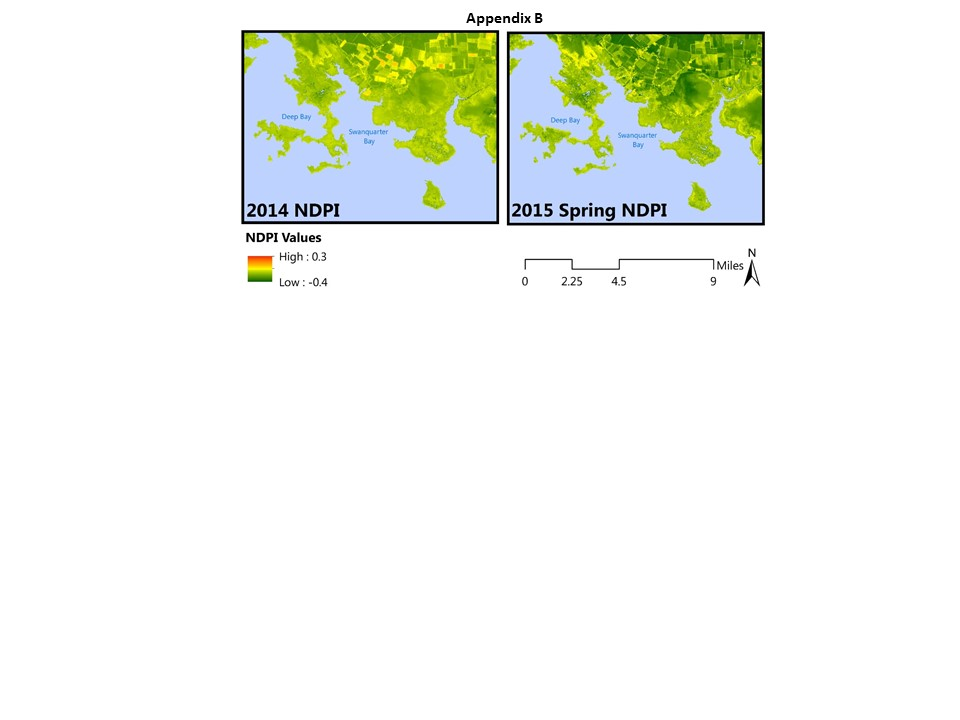 Appendix B
Deep Bay
Swanquarter
Bay
2014 NDPI
Deep Bay
Swanquarter
Bay
2015 Spring NDPI
NDPI Values
High : 0.3
Low : -0.4
N
Miles
0 2.25 4.5 9